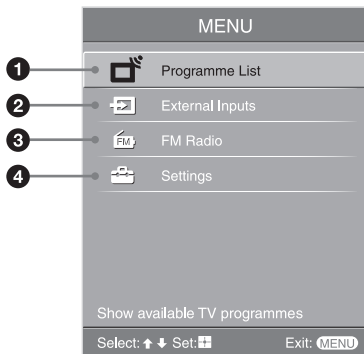 MENU
1 Programme List
2 External Inputs
3 FM FM Radio
4 Settings
Show available TV programmes
Select: Set: Exit: MENU